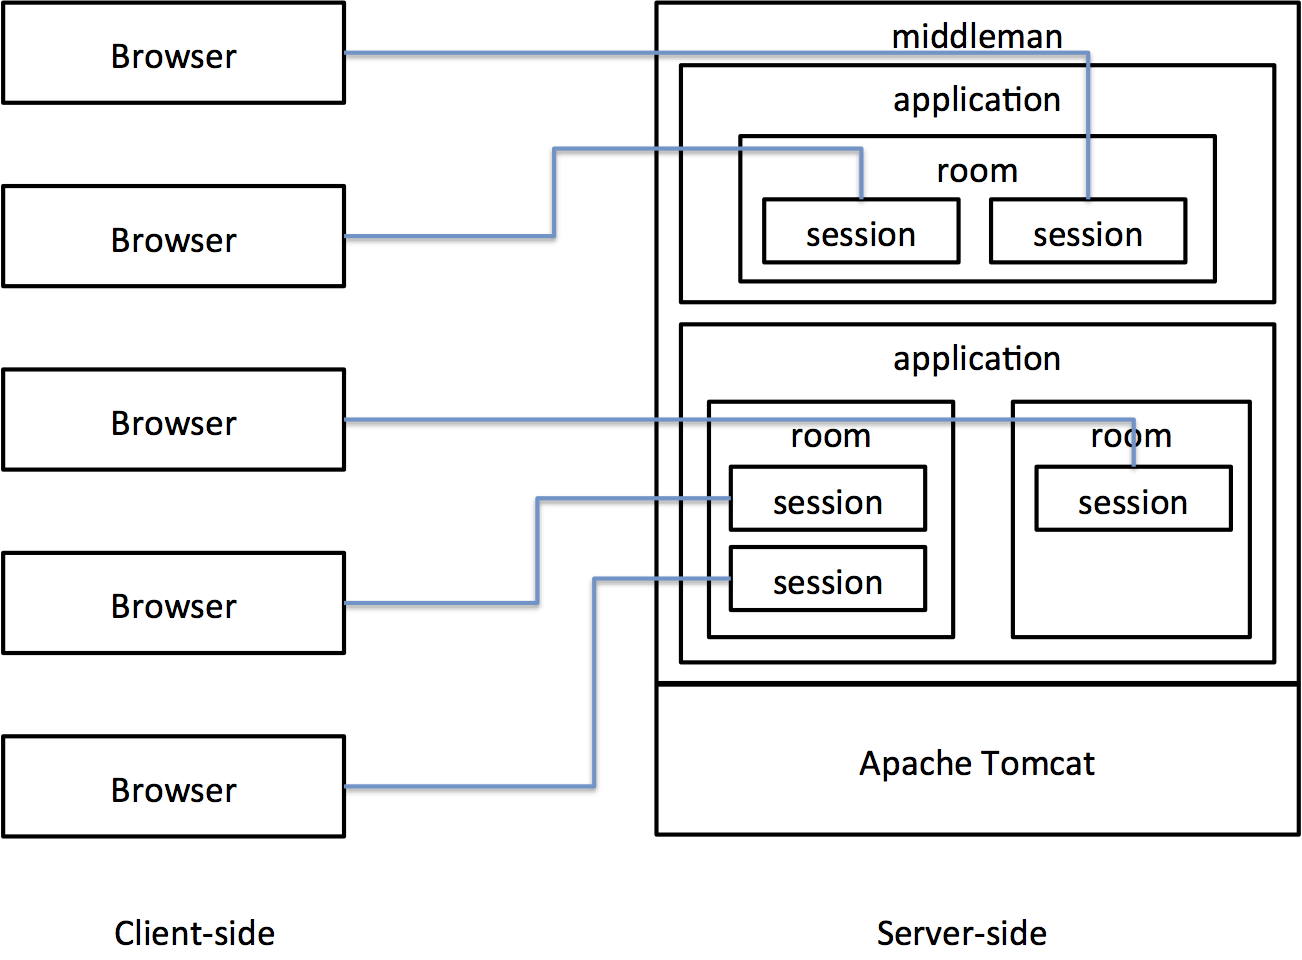 Browser
Browser
Browser
Browser
Browser
Client-side
middleman
application
room
session
session
application
room
session
session
room
session
Apache Tomcat
Server-side